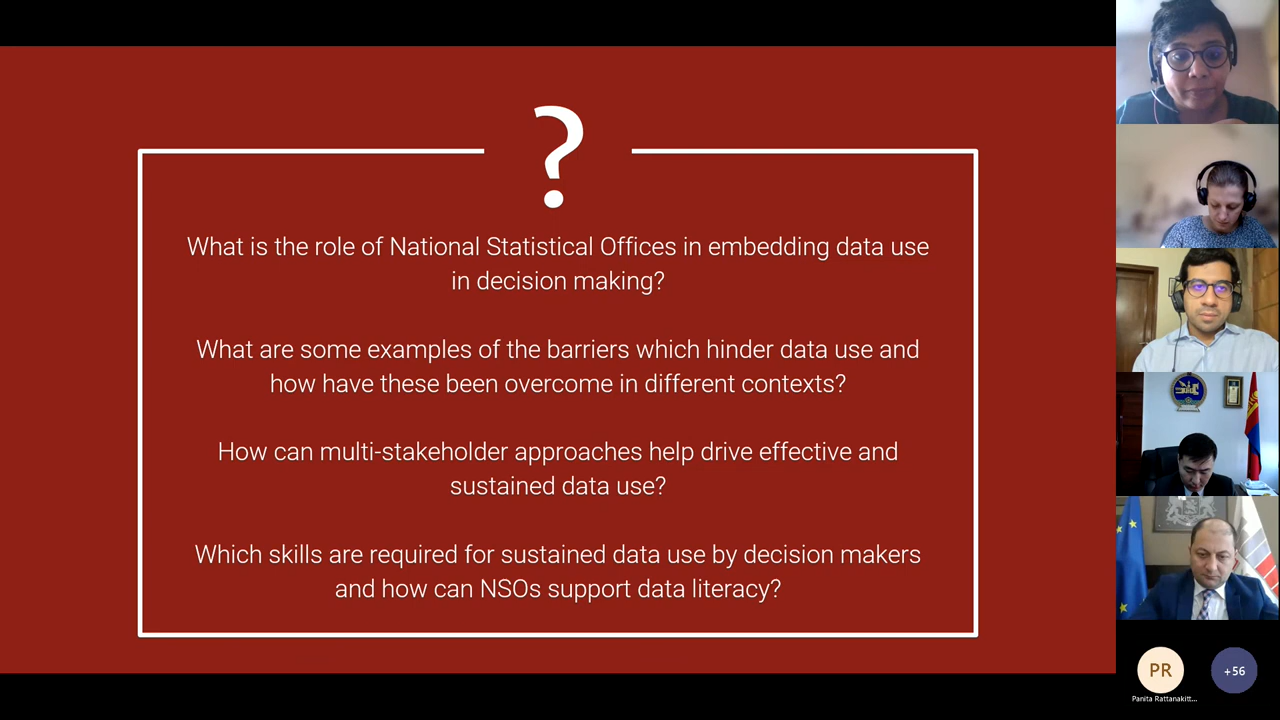 ?
What is the role of National Statistical Offices in embedding data use
in decision making?
What are some examples of the barriers which hinder data use and
how have these been overcome in different contexts?
How can multi-stakeholder approaches help drive effective and
sustained data use?
Which skills are required for sustained data use by decision makers
and how can NSOs support data literacy?
PR
Panita Rattanakitt...
+56